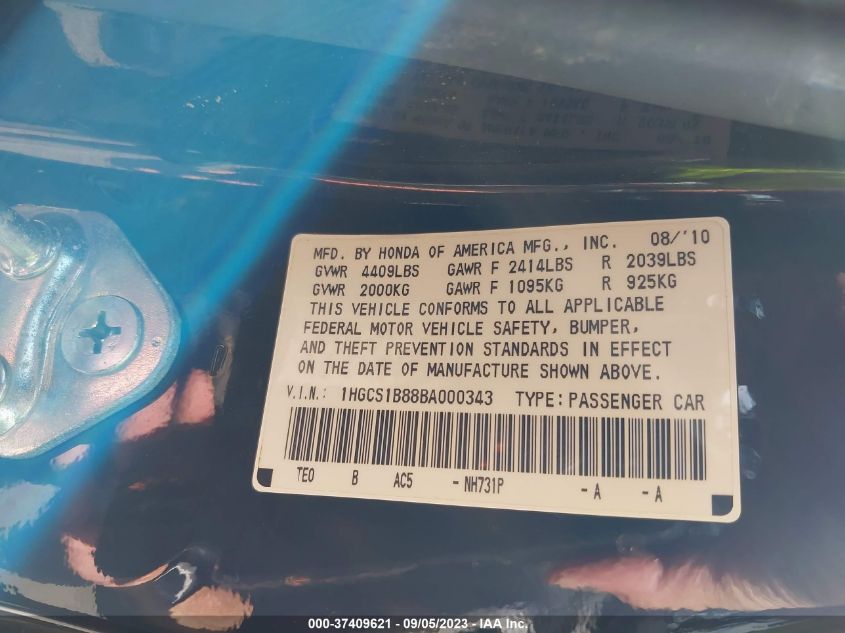 MFD. BY HONDA OF AMERICA MFG., INC. 08/'10
GVWR 4409LBS GAWR F 2414LBS R 2039LBS
GVWR 2000KG GAWR F 1095KG R 925KG
THIS VEHICLE CONFORMS TO ALL APPLICABLE
FEDERAL MOTOR VEHICLE SAFETY, BUMPER,
AND THEFT PREVENTION STANDARDS IN EFFECT
ON THE DATE OF MANUFACTURE SHOWN ABOVE.
V.I.N.: 1HGCS1B88BA000343 TYPE: PASSENGER CAR
TE0 B AC5 - NH731P - A - A
000-37409621 - 09/05/2023 - IAA Inc.